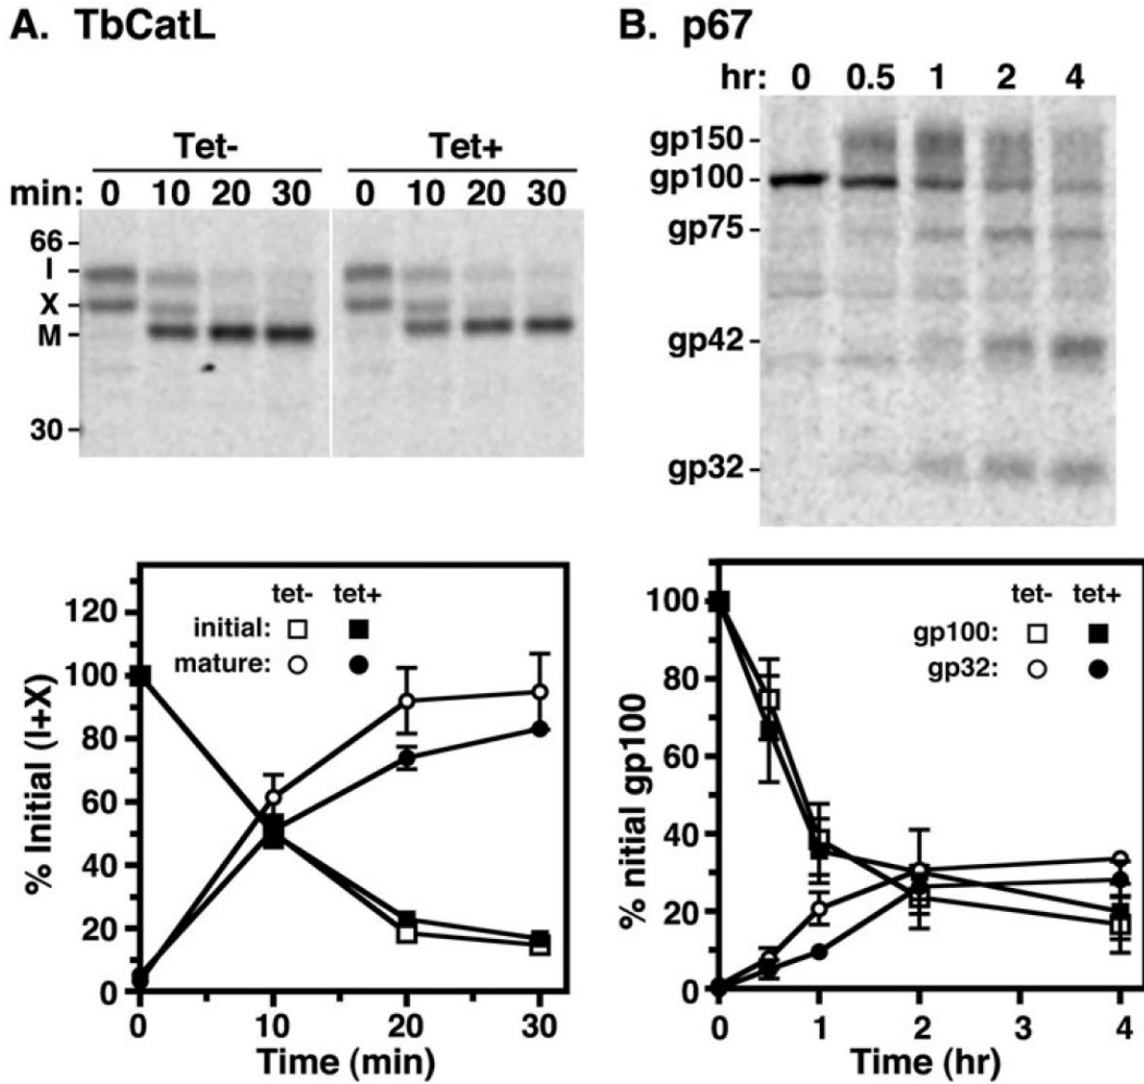 A. TbCatL
Tet- Tet+
min: 0 10 20 30 0 10 20 30
66
I
X
M
30
B. p67
hr: 0 0.5 1 2 4
gp150
gp100
gp75
gp42
gp32
% Initial (I+X)
120
100
80
60
40
20
0
tet- tet+
initial:
mature:
0 10 20 30
Time (min)
% nitial gp100
100
80
60
40
20
0
tet- tet+
gp100:
gp32:
0 1 2 3 4
Time (hr)